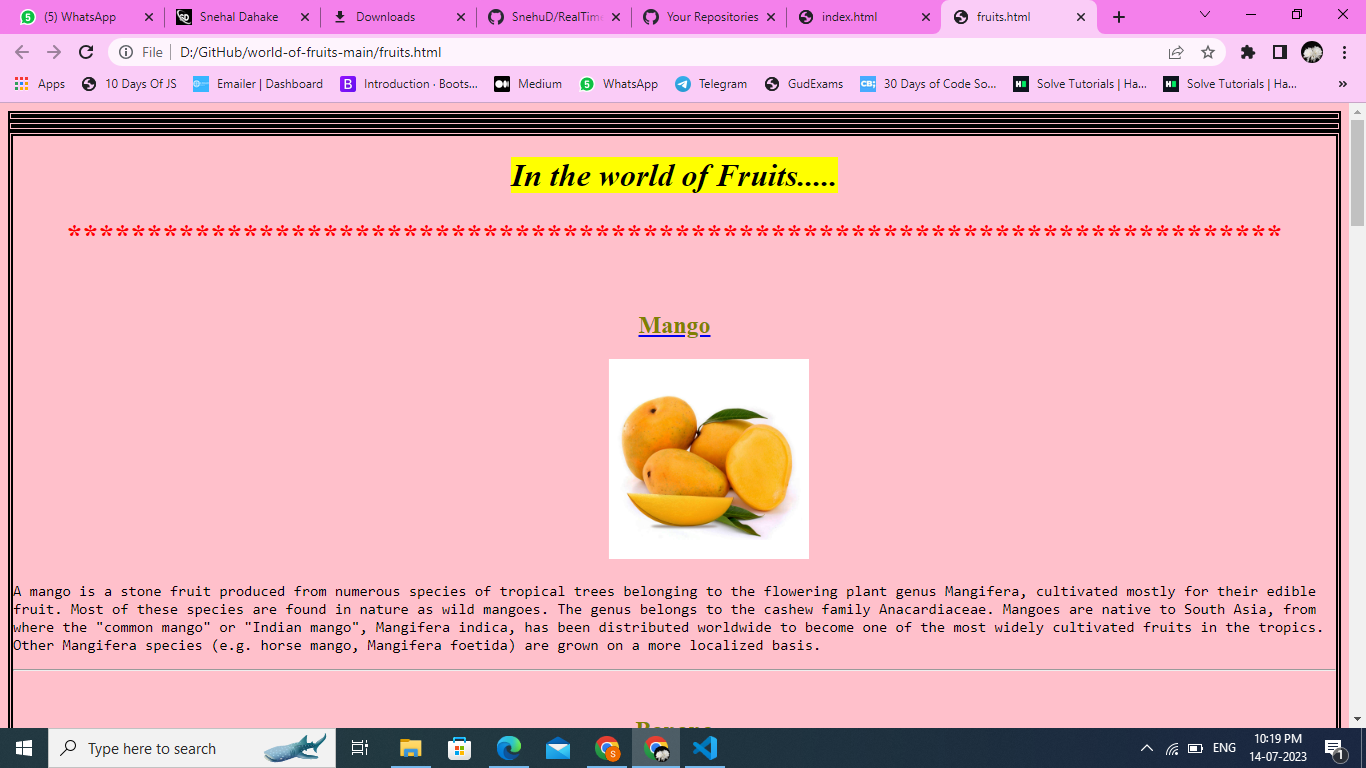 (5) WhatsApp
Snehal Dahake
Downloads
SnehuD/RealTim
Your Repositories
index.html
fruits.html
File
D:/GitHub/world-of-fruits-main/fruits.html
Apps
10 Days Of JS
Emailer | Dashboard
Introduction · Boots...
Medium
WhatsApp
Telegram
GudExams
30 Days of Code So...
Solve Tutorials | Ha...
Solve Tutorials | Ha...
In the world of Fruits.....
****************************************************************************
Mango
A mango is a stone fruit produced from numerous species of tropical trees belonging to the flowering plant genus Mangifera, cultivated mostly for their edible
fruit. Most of these species are found in nature as wild mangoes. The genus belongs to the cashew family Anacardiaceae. Mangoes are native to South Asia, from
where the "common mango" or "Indian mango", Mangifera indica, has been distributed worldwide to become one of the most widely cultivated fruits in the tropics.
Other Mangifera species (e.g. horse mango, Mangifera foetida) are grown on a more localized basis.
Banana
Type here to search
ENG
10:19 PM
14-07-2023
1